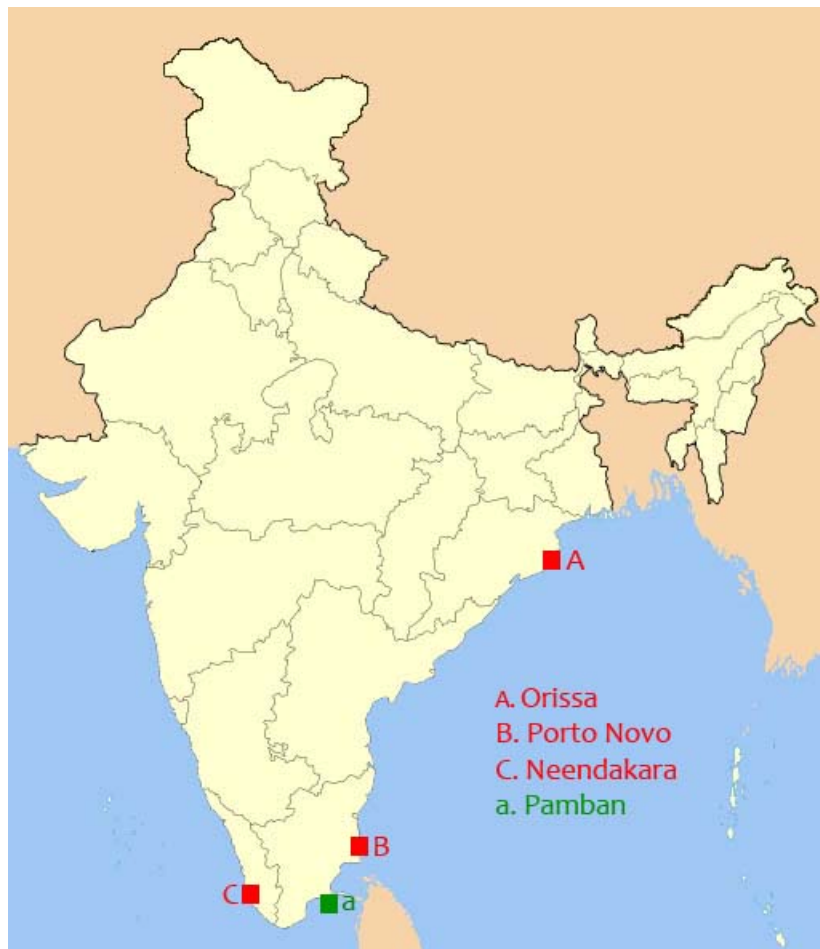 A
A. Orissa
B. Porto Novo
C. Neendakara
a. Pamban
B
C
a